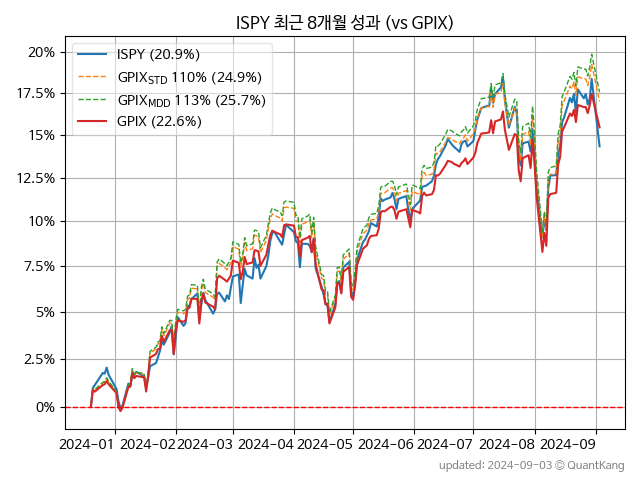 ISPY 최근 8개월 성과 (vs GPIX)
ISPY (20.9%)
GPIX_STD 110% (24.9%)
GPIX_MDD 113% (25.7%)
GPIX (22.6%)
20%
17.5%
15%
12.5%
10%
7.5%
5%
2.5%
0%
2024-01 2024-02 2024-03 2024-04 2024-05 2024-06 2024-07 2024-08 2024-09
updated: 2024-09-03 © QuantKang